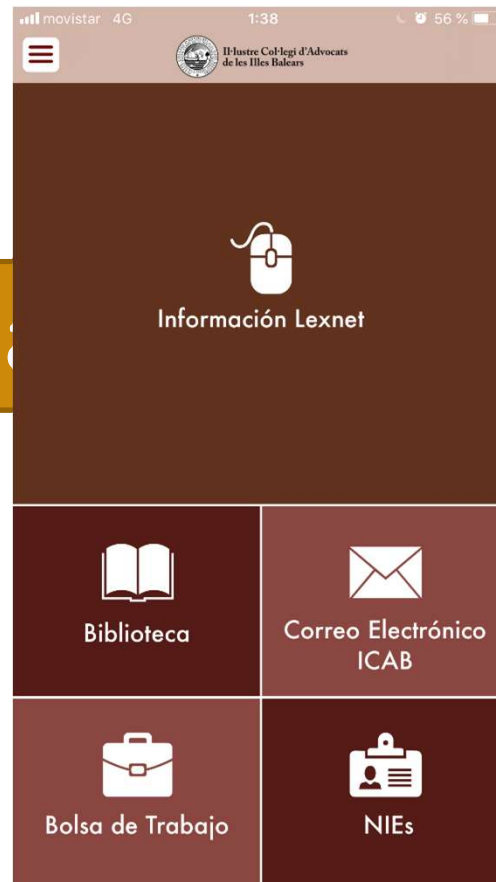 movistar 4G 1:38 56 %
Il·lustre Col·legi d'Advocats
de les Illes Balears
Información Lexnet
Biblioteca
Correo Electrónico
ICAB
Bolsa de Trabajo
NIEs